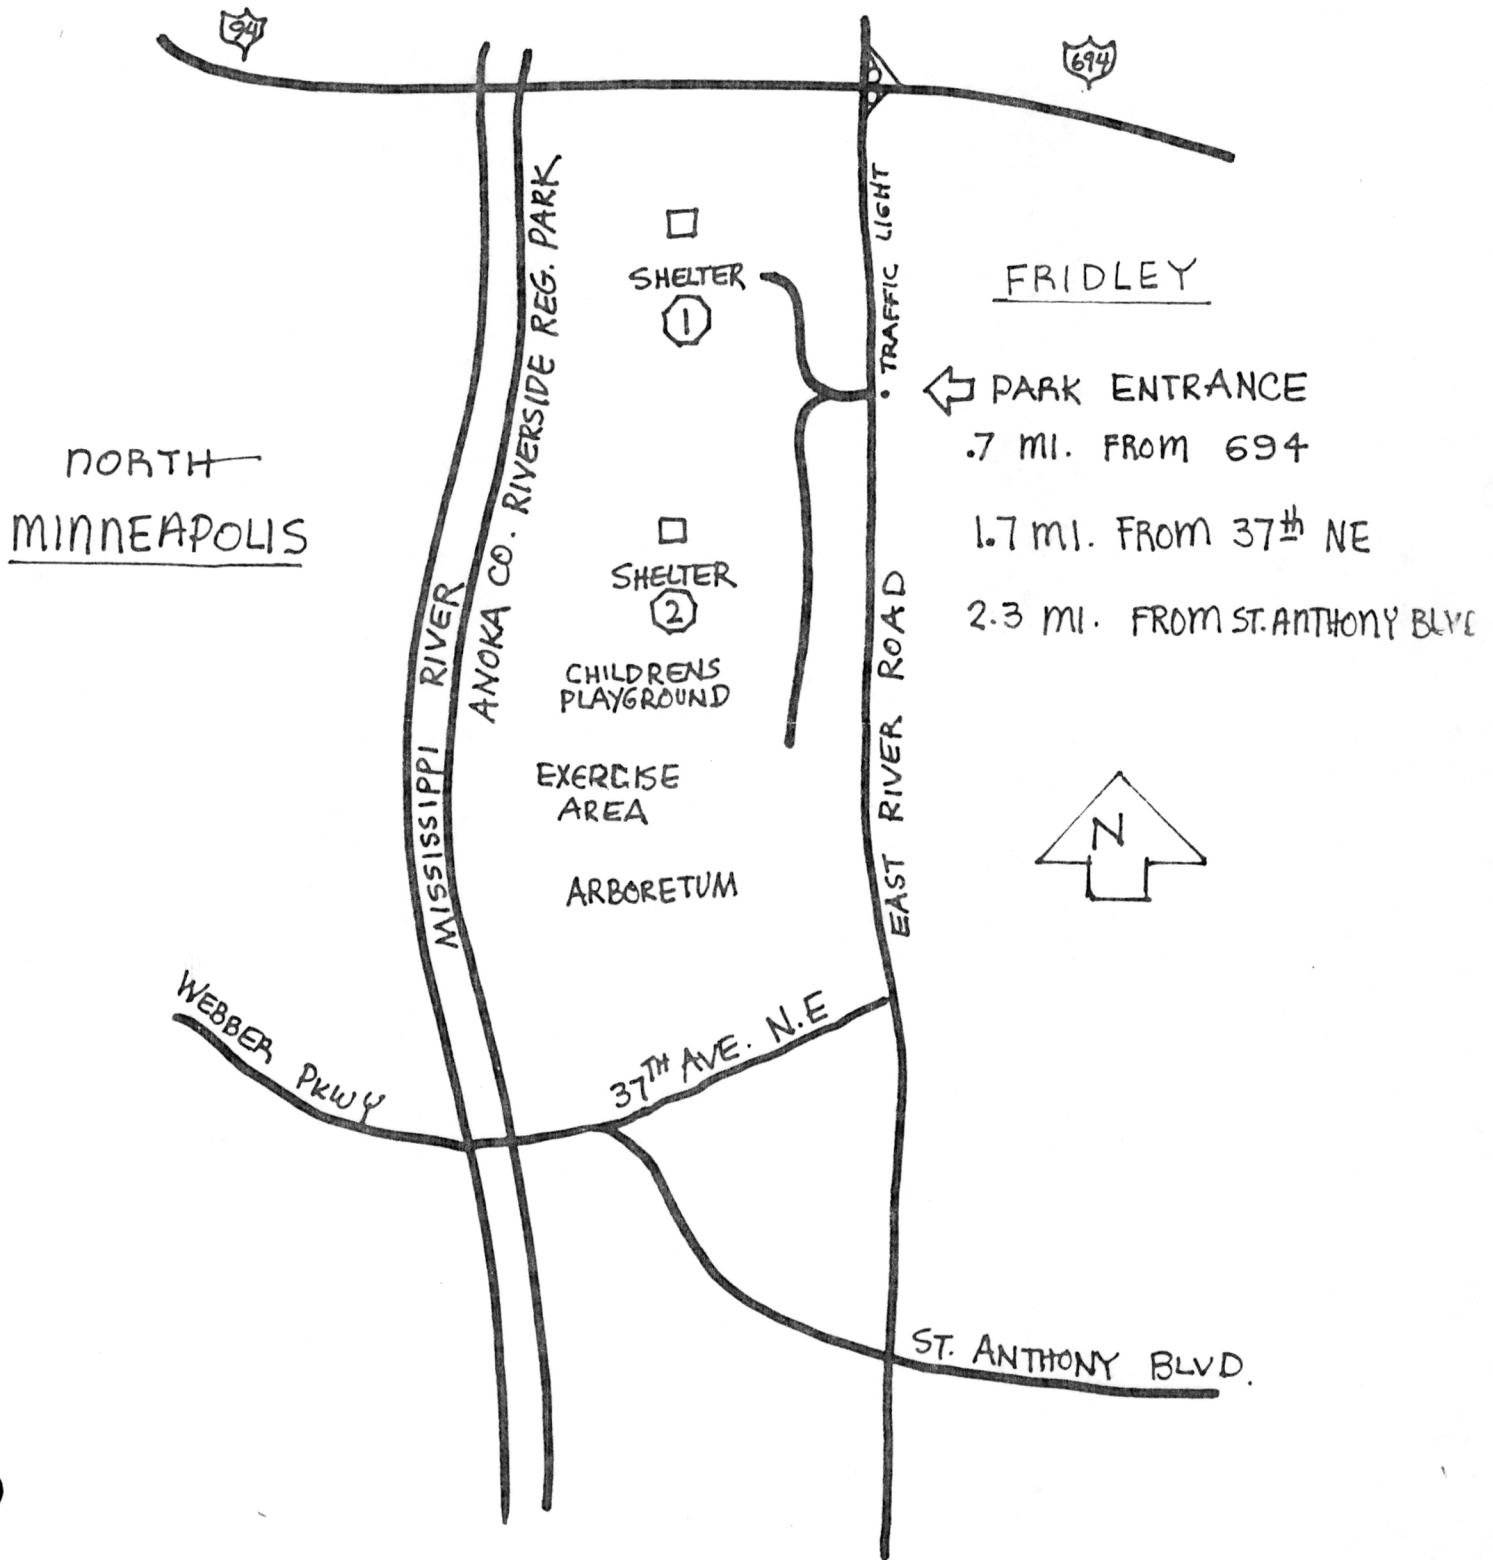 94
694
ANOKA CO. RIVERSIDE REG. PARK
SHELTER
1
TRAFFIC LIGHT
FRIDLEY
PARK ENTRANCE
.7 MI. FROM 694
1.7 MI. FROM 37th NE
2.3 MI. FROM ST. ANTHONY BLVD
NORTH
MINNEAPOLIS
SHELTER
2
CHILDRENS
PLAYGROUND
EXERCISE
AREA
ARBORETUM
MISSISSIPPI RIVER
EAST RIVER ROAD
N
WEBBER PKWY
37TH AVE. N.E
ST. ANTHONY BLVD.